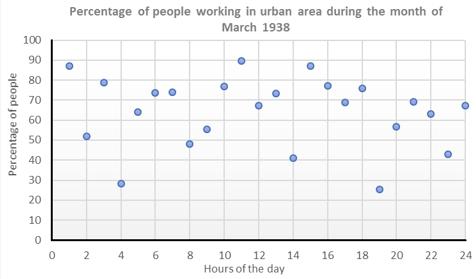 Percentage of people working in urban area during the month of
March 1938
100
90
80
70
60
50
40
30
20
10
0
Percentage of people
0 2 4 6 8 10 12 14 16 18 20 22 24
Hours of the day